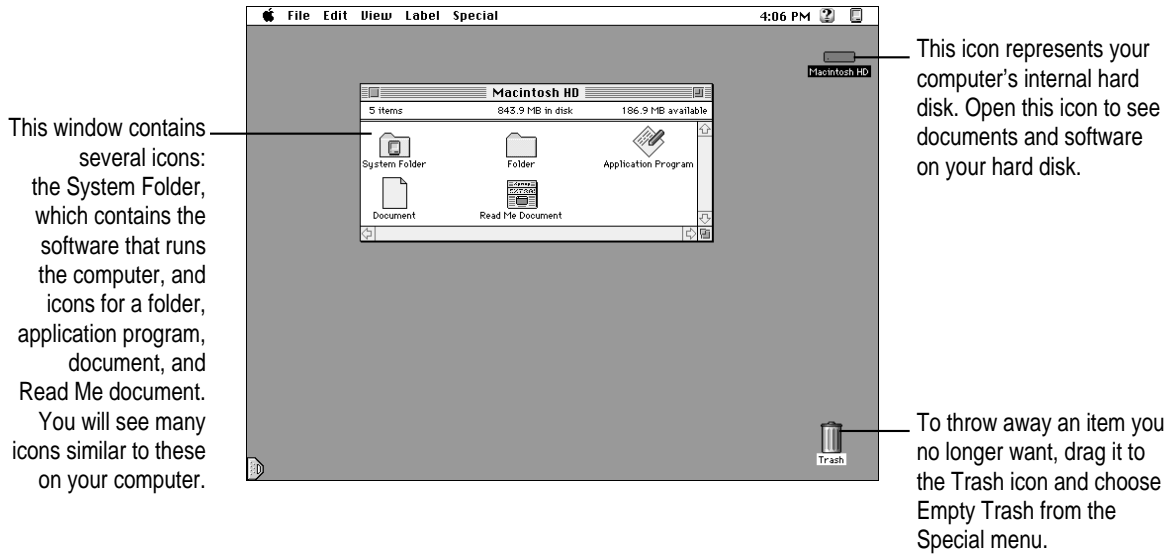 File Edit View Label Special 4:06 PM
Macintosh HD
Macintosh HD
5 items 843.9 MB in disk 186.9 MB available
System Folder Folder Application Program
Document Read Me Document
Trash
This window contains
several icons:
the System Folder,
which contains the
software that runs
the computer, and
icons for a folder,
application program,
document, and
Read Me document.
You will see many
icons similar to these
on your computer.
This icon represents your
computer’s internal hard
disk. Open this icon to see
documents and software
on your hard disk.
To throw away an item you
no longer want, drag it to
the Trash icon and choose
Empty Trash from the
Special menu.